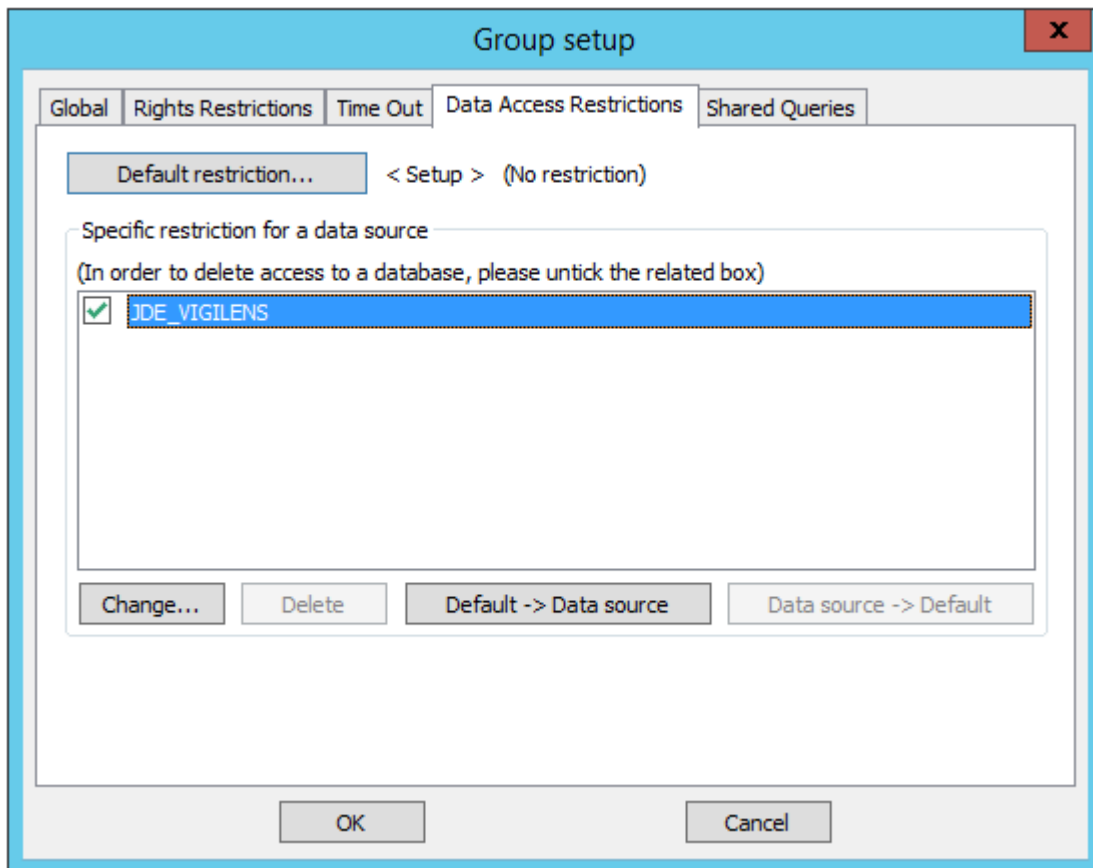 Group setup
x
Global Rights Restrictions Time Out Data Access Restrictions Shared Queries
Default restriction... < Setup > (No restriction)
Specific restriction for a data source
(In order to delete access to a database, please untick the related box)
JDE_VIGILENS
Change... Delete Default -> Data source Data source -> Default
OK Cancel